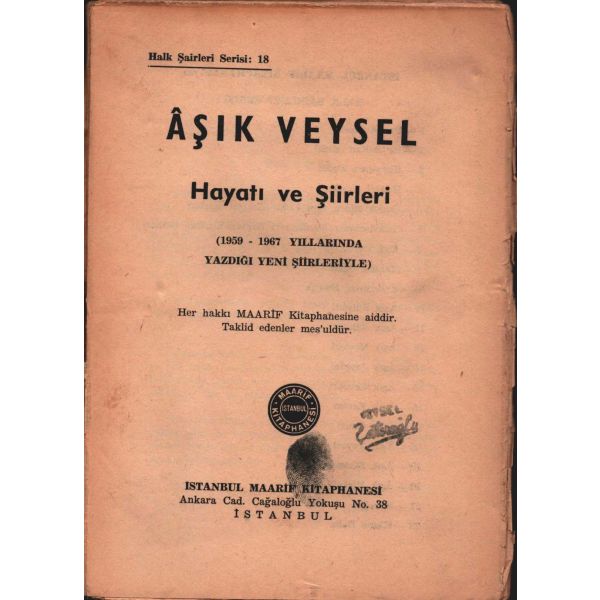 Halk Şairleri Serisi: 18
ÂŞIK VEYSEL
Hayatı ve Şiirleri
(1959 - 1967 YILLARINDA
YAZDIĞI YENİ ŞİİRLERİYLE)
Her hakkı MAARİF Kitaphanesine aiddir.
Taklid edenler mes'uldür.
MAARİF
İSTANBUL
KİTAPHANESİ
VEYSEL
İSTANBUL MAARİF KİTAPHANESİ
Ankara Cad. Cağaloğlu Yokuşu No. 38
İSTANBUL